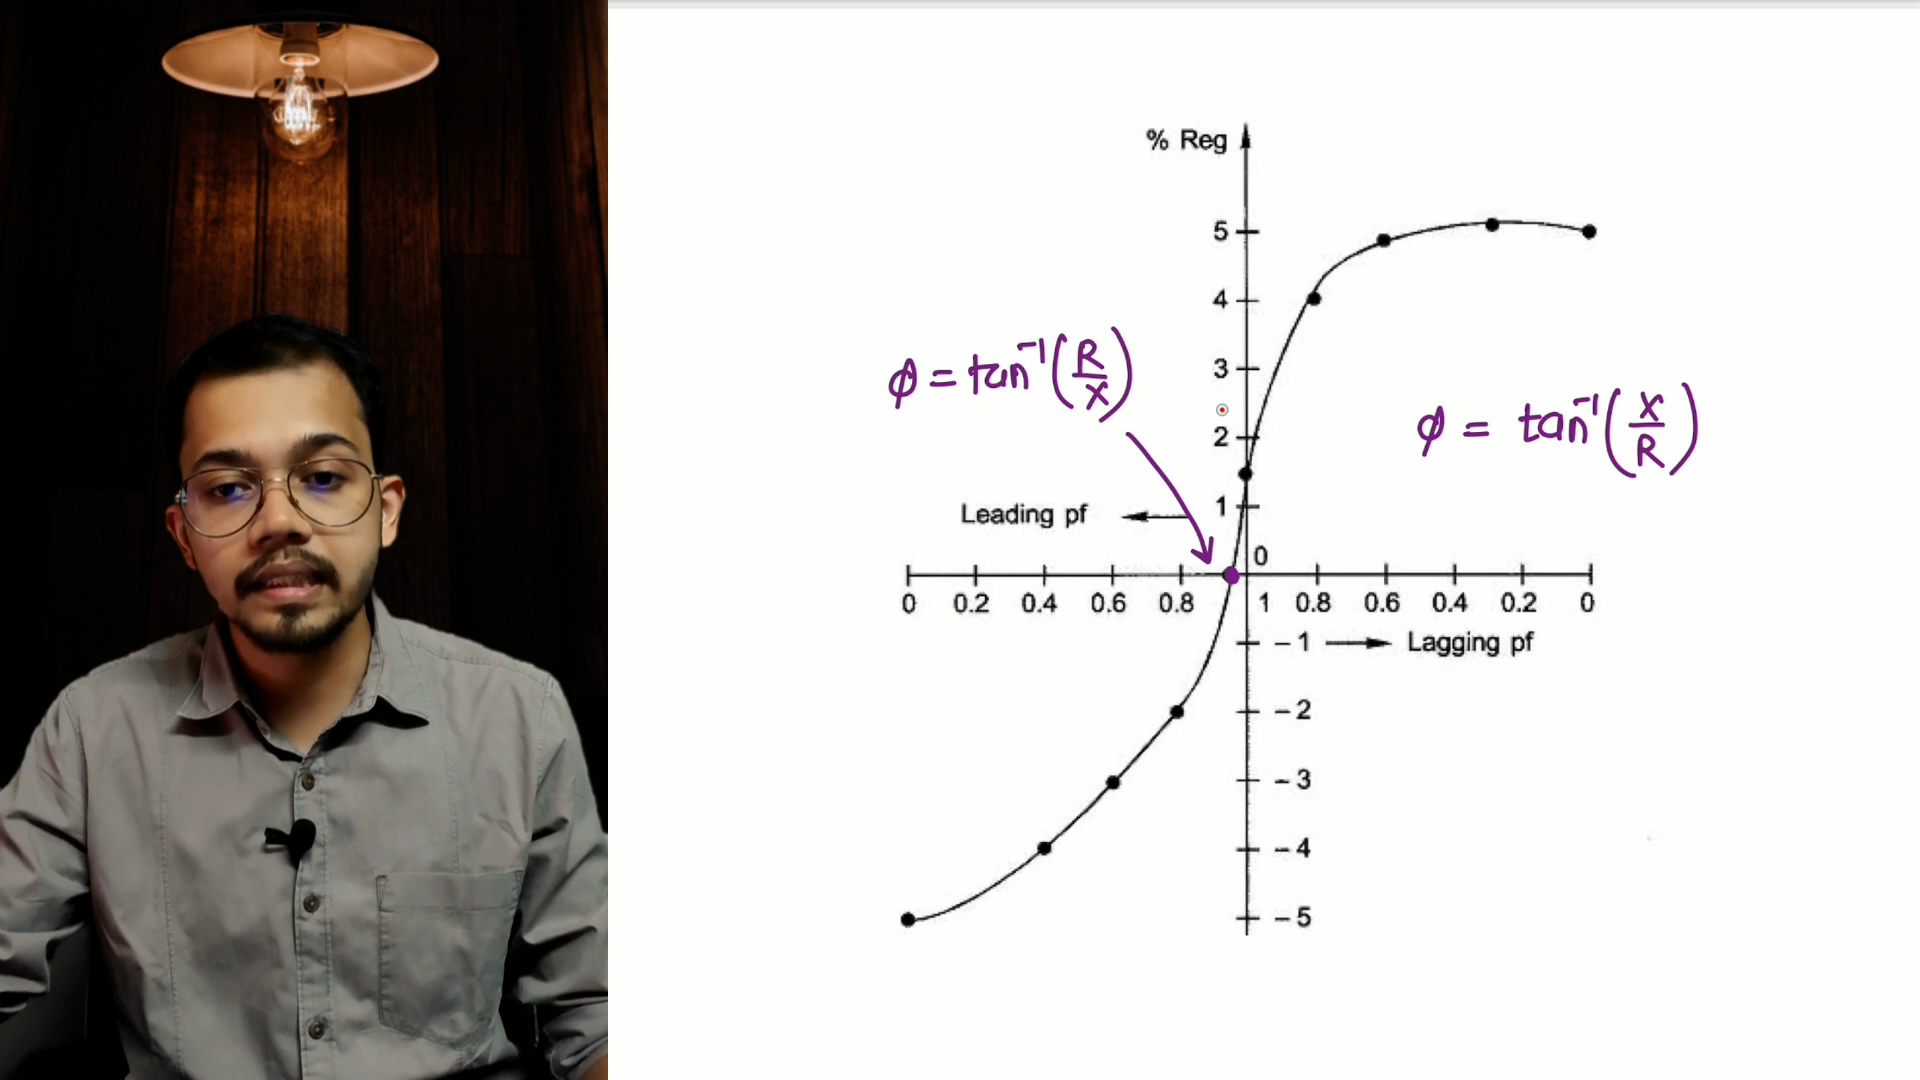 % Reg
5
4
3
2
1
0
ϕ = tan⁻¹(R/X)
ϕ = tan⁻¹(X/R)
Leading pf
0 0.2 0.4 0.6 0.8 1 0.8 0.6 0.4 0.2 0
−1
Lagging pf
−2
−3
−4
−5